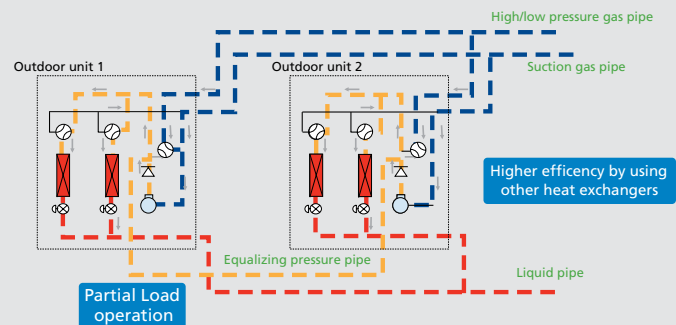 High/low pressure gas pipe
Suction gas pipe
Outdoor unit 1
Outdoor unit 2
Higher efficency by using
other heat exchangers
Equalizing pressure pipe
Liquid pipe
Partial Load
operation